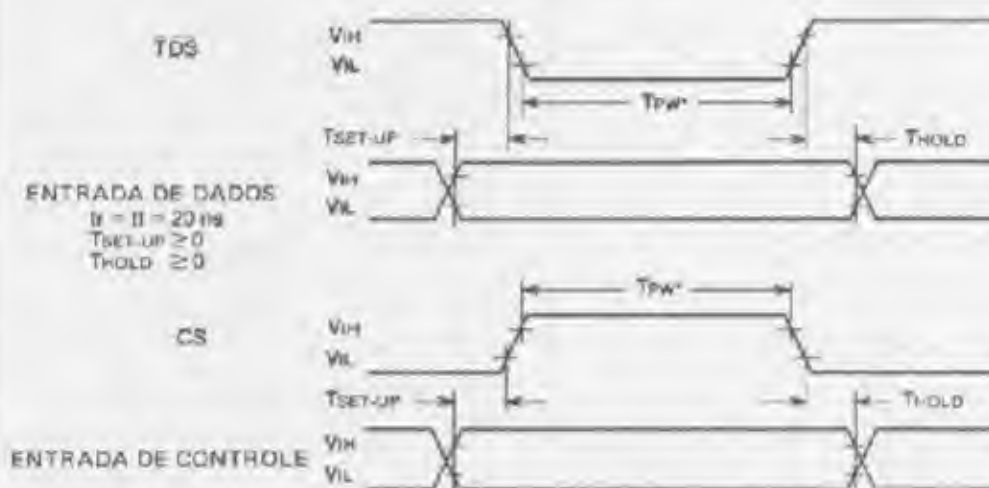 TDS
VIH
VIL
TPW*
TSET-UP
THOLD
ENTRADA DE DADOS
tr = tf = 20 ns
TSET-UP ≥ 0
THOLD ≥ 0
VIH
VIL
TPW*
CS
VIH
VIL
TSET-UP
THOLD
ENTRADA DE CONTROLE
VIH
VIL